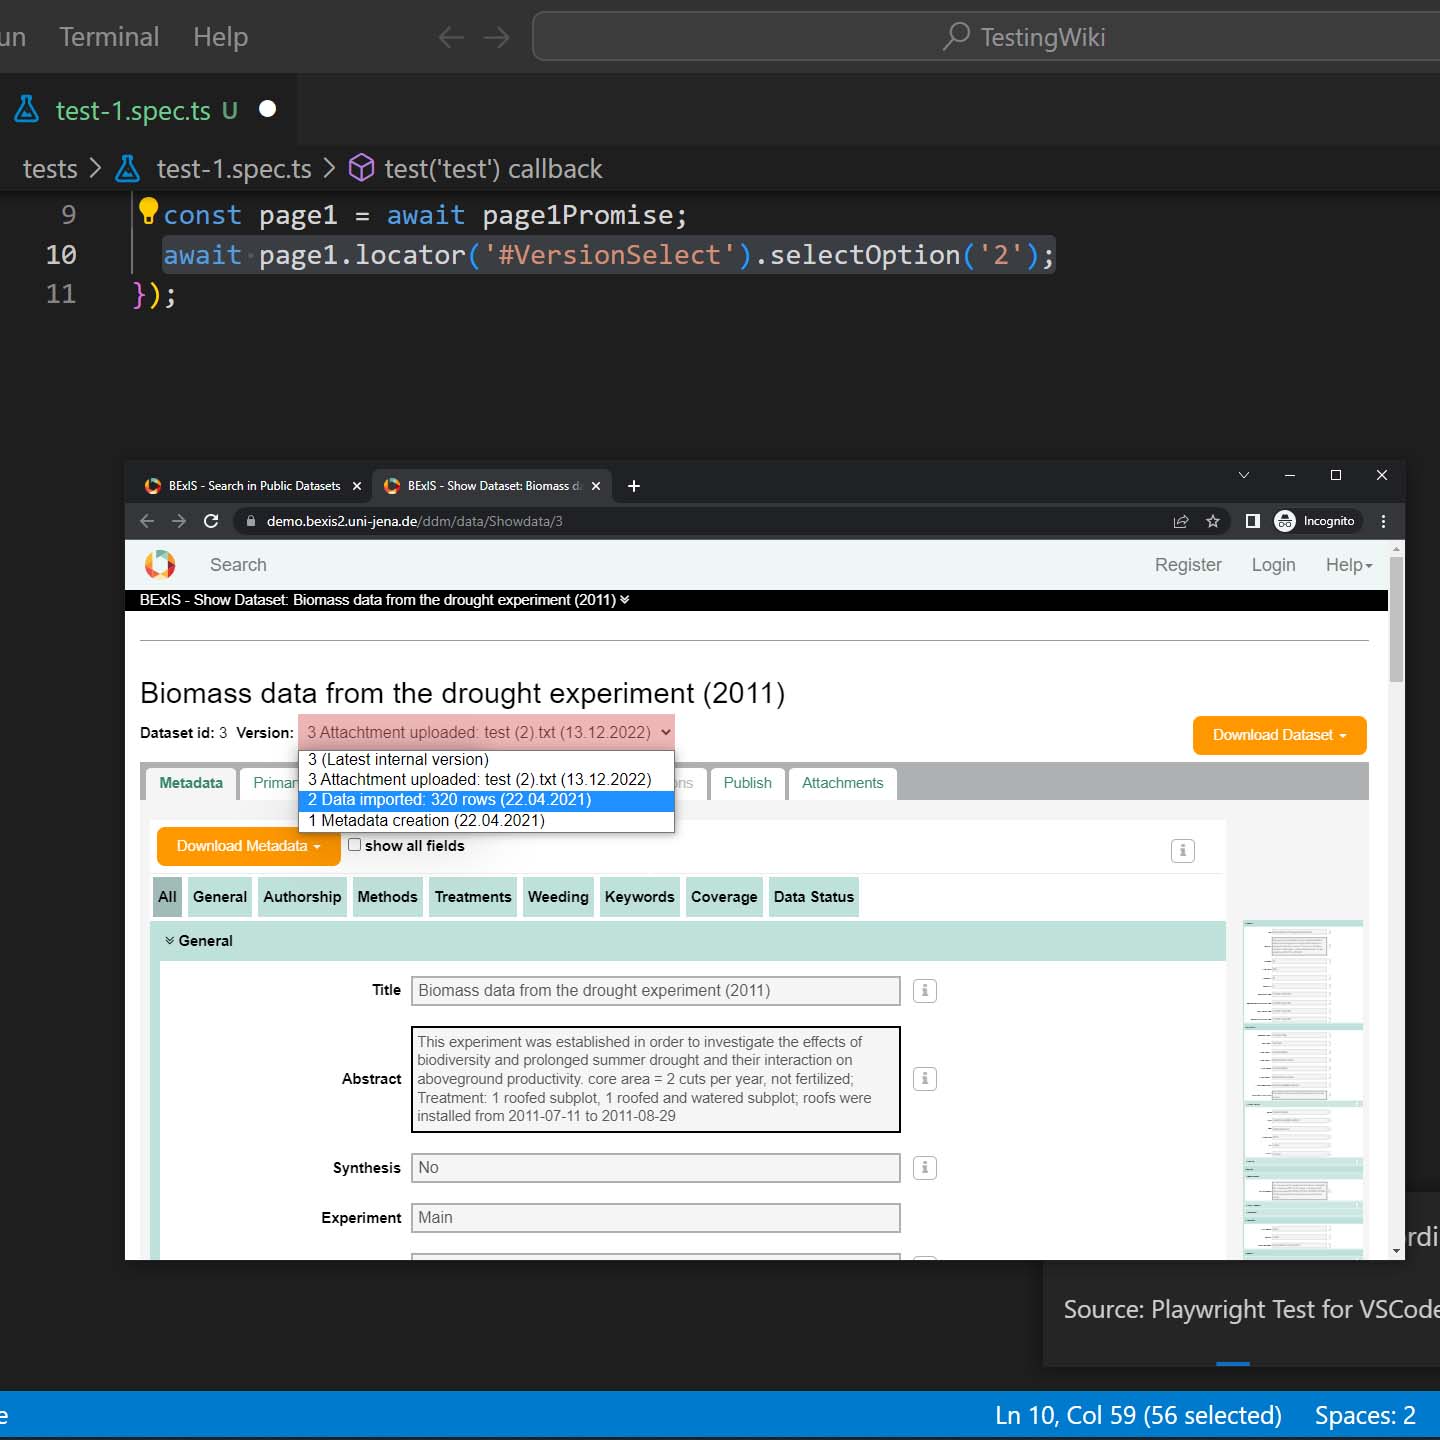 un Terminal Help TestingWiki
test-1.spec.ts U
tests > test-1.spec.ts > test('test') callback
9 const page1 = await page1Promise;
10 await page1.locator('#VersionSelect').selectOption('2');
11 });
BExIS - Search in Public Datasets
BExIS - Show Dataset: Biomass d
demo.bexis2.uni-jena.de/ddm/data/Showdata/3 Incognito
Search Register Login Help
BExIS - Show Dataset: Biomass data from the drought experiment (2011)
Biomass data from the drought experiment (2011)
Dataset id: 3 Version: 3 Attachtment uploaded: test (2).txt (13.12.2022) Download Dataset
3 (Latest internal version)
3 Attachtment uploaded: test (2).txt (13.12.2022)
2 Data imported: 320 rows (22.04.2021)
1 Metadata creation (22.04.2021)
Metadata Primar ons Publish Attachments
Download Metadata show all fields
All General Authorship Methods Treatments Weeding Keywords Coverage Data Status
General
Title Biomass data from the drought experiment (2011)
Abstract
This experiment was established in order to investigate the effects of
biodiversity and prolonged summer drought and their interaction on
aboveground productivity. core area = 2 cuts per year, not fertilized;
Treatment: 1 roofed subplot, 1 roofed and watered subplot; roofs were
installed from 2011-07-11 to 2011-08-29
Synthesis No
Experiment Main
rdi
Source: Playwright Test for VSCode
e Ln 10, Col 59 (56 selected) Spaces: 2